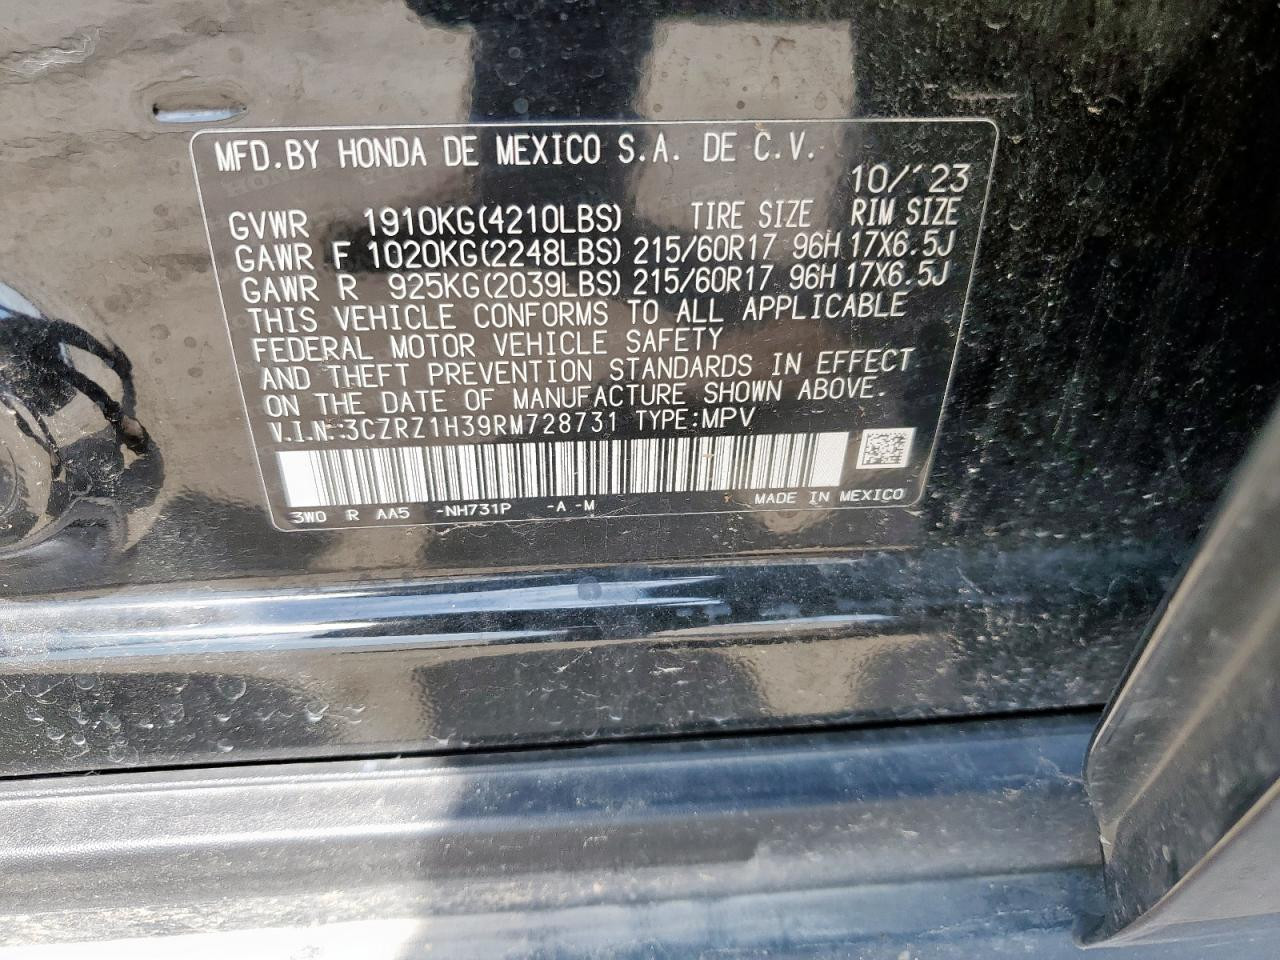 MFD.BY HONDA DE MEXICO S.A. DE C.V.
10/'23
GVWR 1910KG(4210LBS) TIRE SIZE RIM SIZE
GAWR F 1020KG(2248LBS) 215/60R17 96H 17X6.5J
GAWR R 925KG(2039LBS) 215/60R17 96H 17X6.5J
THIS VEHICLE CONFORMS TO ALL APPLICABLE
FEDERAL MOTOR VEHICLE SAFETY
AND THEFT PREVENTION STANDARDS IN EFFECT
ON THE DATE OF MANUFACTURE SHOWN ABOVE.
V.I.N.:3CZRZ1H39RM728731 TYPE:MPV
3W0 R AA5 -NH731P -A -M MADE IN MEXICO